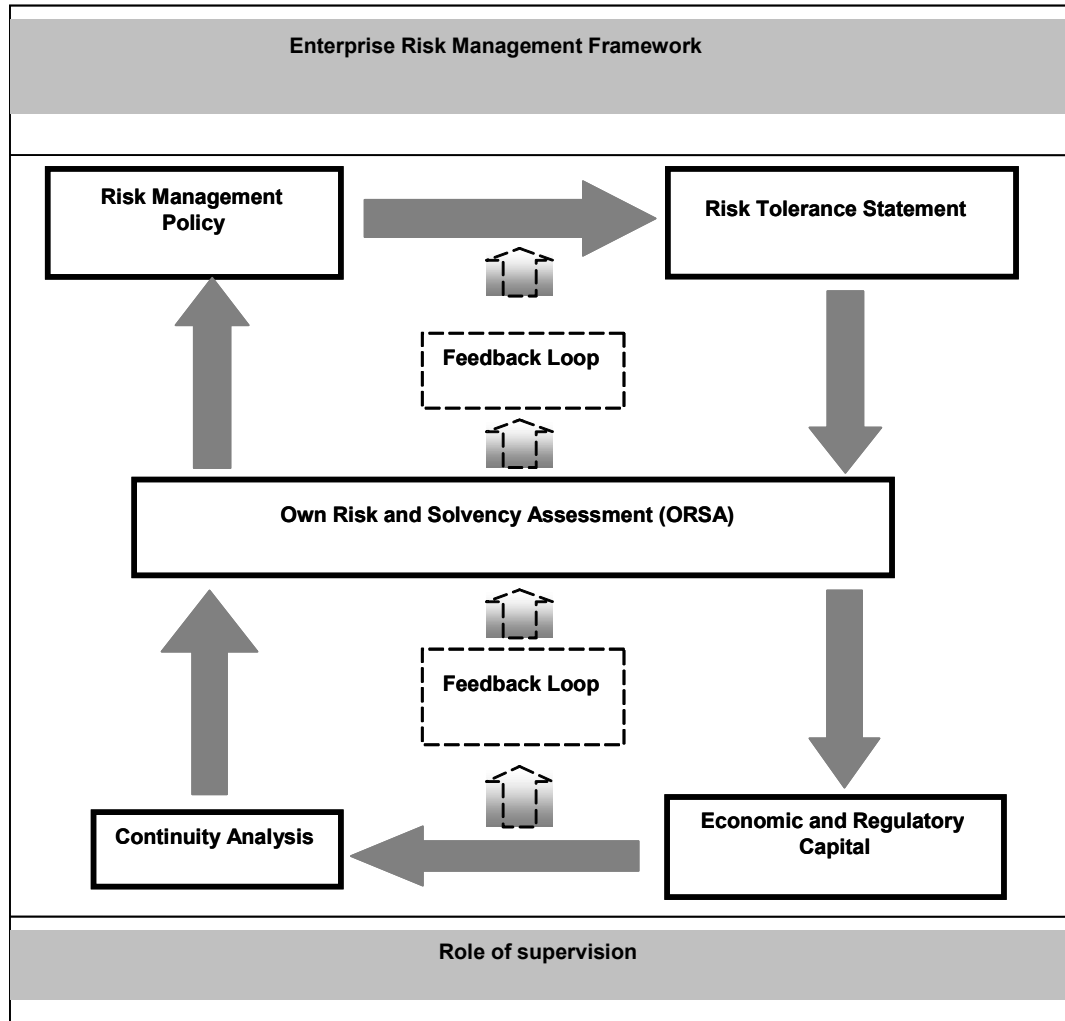 Enterprise Risk Management Framework
Risk Management
Policy
Risk Tolerance Statement
Feedback Loop
Own Risk and Solvency Assessment (ORSA)
Feedback Loop
Continuity Analysis
Economic and Regulatory
Capital
Role of supervision